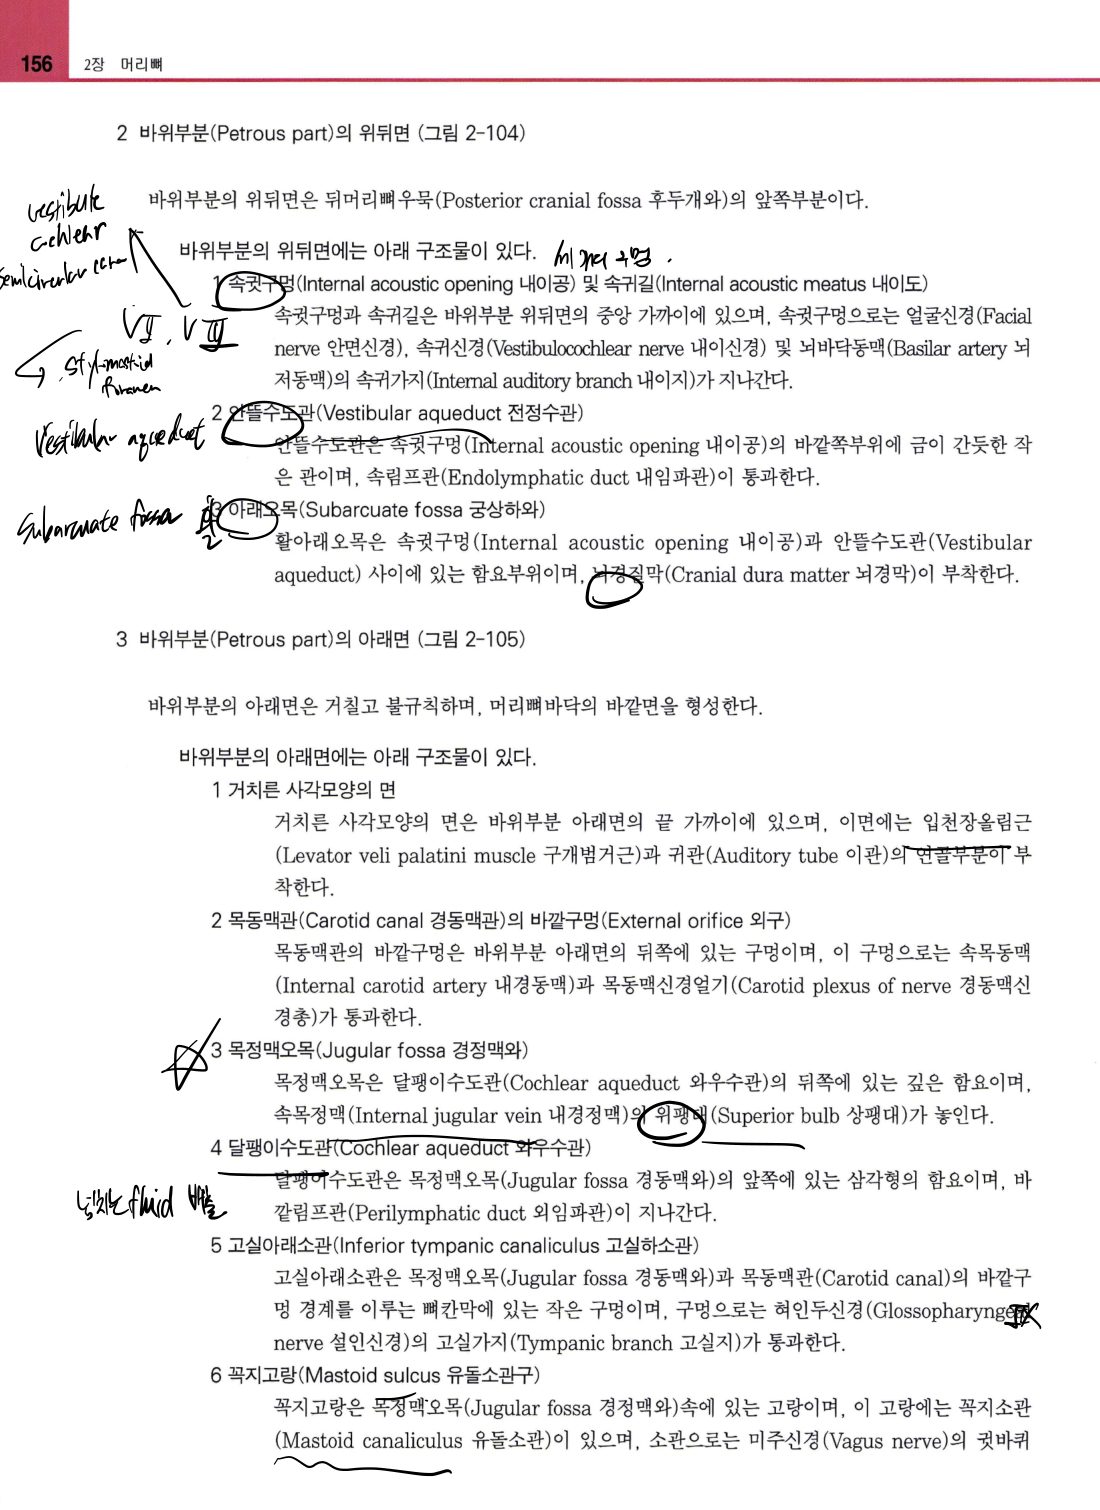 156 2장 머리뼈
2 바위부분(Petrous part)의 위뒤면 (그림 2-104)
바위부분의 위뒤면은 뒤머리뼈우묵(Posterior cranial fossa 후두개와)의 앞쪽부분이다.
vestibule
cochlear
semicircular canal
바위부분의 위뒤면에는 아래 구조물이 있다.
1 속귓구멍(Internal acoustic opening 내이공) 및 속귀길(Internal acoustic meatus 내이도)
속귓구멍과 속귀길은 바위부분 위뒤면의 중앙 가까이에 있으며, 속귓구멍으로는 얼굴신경(Facial
VII, VIII
nerve 안면신경), 속귀신경(Vestibulocochlear nerve 내이신경) 및 뇌바닥동맥(Basilar artery 뇌
stylomastoid
foramen
저동맥)의 속귀가지(Internal auditory branch 내이지)가 지나간다.
2 안뜰수도관(Vestibular aqueduct 전정수관)
Vestibular aqueduct
안뜰수도관은 속귓구멍(Internal acoustic opening 내이공)의 바깥쪽부위에 금이 간듯한 작
은 관이며, 속림프관(Endolymphatic duct 내임파관)이 통과한다.
Subarcuate fossa
3 아래오목(Subarcuate fossa 궁상하와)
활아래오목은 속귓구멍(Internal acoustic opening 내이공)과 안뜰수도관(Vestibular
aqueduct) 사이에 있는 함요부위이며, 뇌경질막(Cranial dura matter 뇌경막)이 부착한다.
3 바위부분(Petrous part)의 아래면 (그림 2-105)
바위부분의 아래면은 거칠고 불규칙하며, 머리뼈바닥의 바깥면을 형성한다.
바위부분의 아래면에는 아래 구조물이 있다.
1 거치른 사각모양의 면
거치른 사각모양의 면은 바위부분 아래면의 끝 가까이에 있으며, 이면에는 입천장올림근
(Levator veli palatini muscle 구개범거근)과 귀관(Auditory tube 이관)의 연골부분이 부
착한다.
2 목동맥관(Carotid canal 경동맥관)의 바깥구멍(External orifice 외구)
목동맥관의 바깥구멍은 바위부분 아래면의 뒤쪽에 있는 구멍이며, 이 구멍으로는 속목동맥
(Internal carotid artery 내경동맥)과 목동맥신경얼기(Carotid plexus of nerve 경동맥신
경총)가 통과한다.
3 목정맥오목(Jugular fossa 경정맥와)
목정맥오목은 달팽이수도관(Cochlear aqueduct 와우수관)의 뒤쪽에 있는 깊은 함요이며,
속목정맥(Internal jugular vein 내경정맥)의 위팽대(Superior bulb 상팽대)가 놓인다.
4 달팽이수도관(Cochlear aqueduct 와우수관)
달팽이수도관은 목정맥오목(Jugular fossa 경동맥와)의 앞쪽에 있는 삼각형의 함요이며, 바
넘치는 fluid 배출
깥림프관(Perilymphatic duct 외임파관)이 지나간다.
5 고실아래소관(Inferior tympanic canaliculus 고실하소관)
고실아래소관은 목정맥오목(Jugular fossa 경동맥와)과 목동맥관(Carotid canal)의 바깥구
멍 경계를 이루는 뼈칸막에 있는 작은 구멍이며, 구멍으로는 혀인두신경(Glossopharyngeal IX
nerve 설인신경)의 고실가지(Tympanic branch 고실지)가 통과한다.
6 꼭지고랑(Mastoid sulcus 유돌소관구)
꼭지고랑은 목정맥오목(Jugular fossa 경정맥와)속에 있는 고랑이며, 이 고랑에는 꼭지소관
(Mastoid canaliculus 유돌소관)이 있으며, 소관으로는 미주신경(Vagus nerve)의 귓바퀴